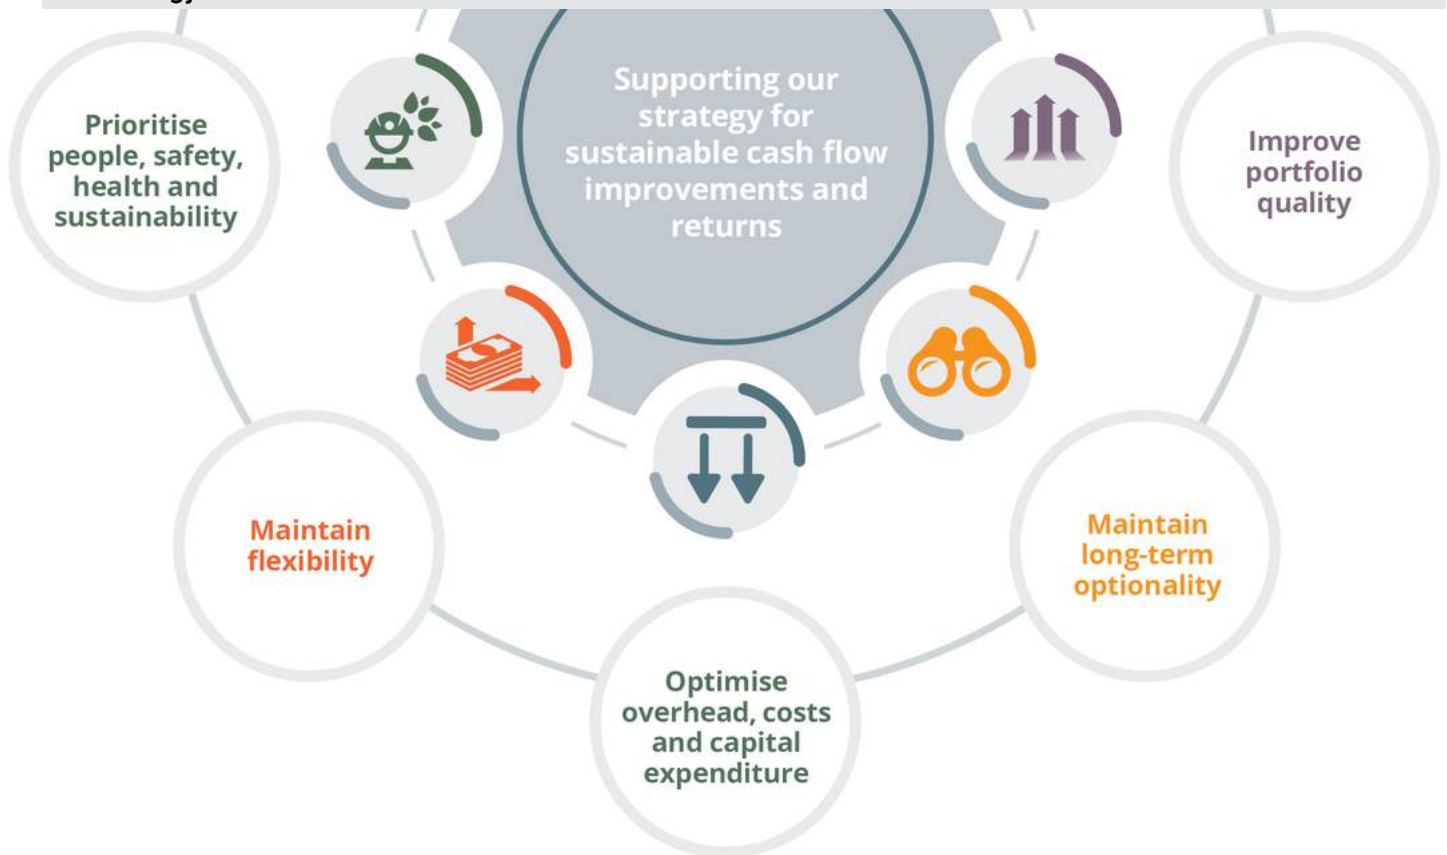 Supporting our
strategy for
sustainable cash flow
improvements and
returns
Prioritise
people, safety,
health and
sustainability
Improve
portfolio
quality
Maintain
flexibility
Maintain
long-term
optionality
Optimise
overhead, costs
and capital
expenditure